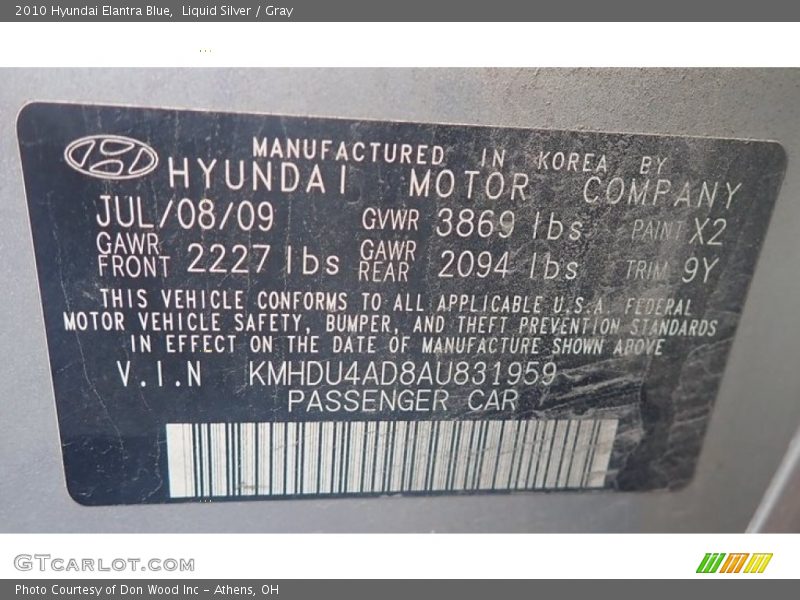 2010 Hyundai Elantra Blue,  Liquid Silver / Gray
MANUFACTURED IN KOREA BY
HYUNDAI MOTOR COMPANY
JUL/08/09 GVWR 3869 lbs PAINT X2
GAWR FRONT 2227 lbs GAWR REAR 2094 lbs TRIM 9Y
THIS VEHICLE CONFORMS TO ALL APPLICABLE U.S.A FEDERAL
MOTOR VEHICLE SAFETY, BUMPER, AND THEFT PREVENTION STANDARDS
IN EFFECT ON THE DATE OF MANUFACTURE SHOWN ABOVE
V.I.N KMHDU4AD8AU831959
PASSENGER CAR
GTCARLOT.COM
Photo Courtesy of Don Wood Inc - Athens, OH